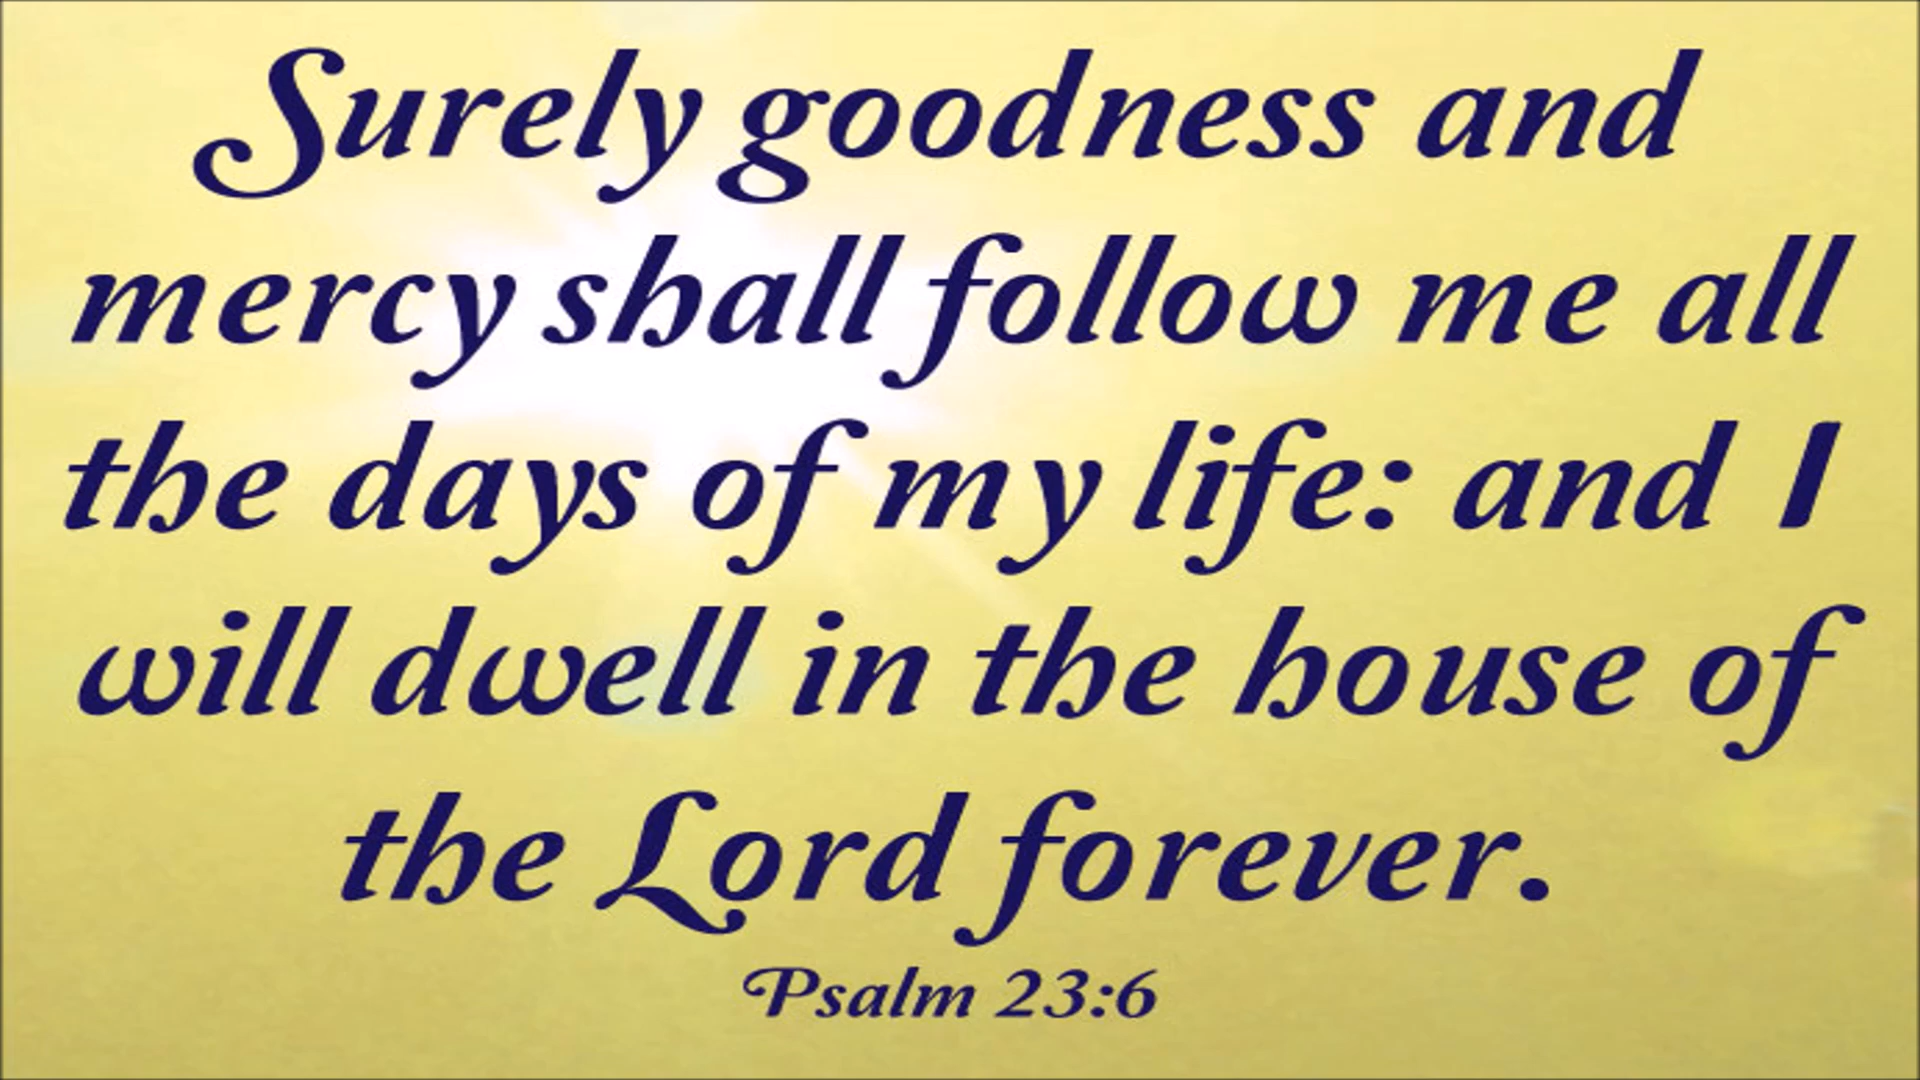 Surely goodness and
mercy shall follow me all
the days of my life: and I
will dwell in the house of
the Lord forever.
Psalm 23:6